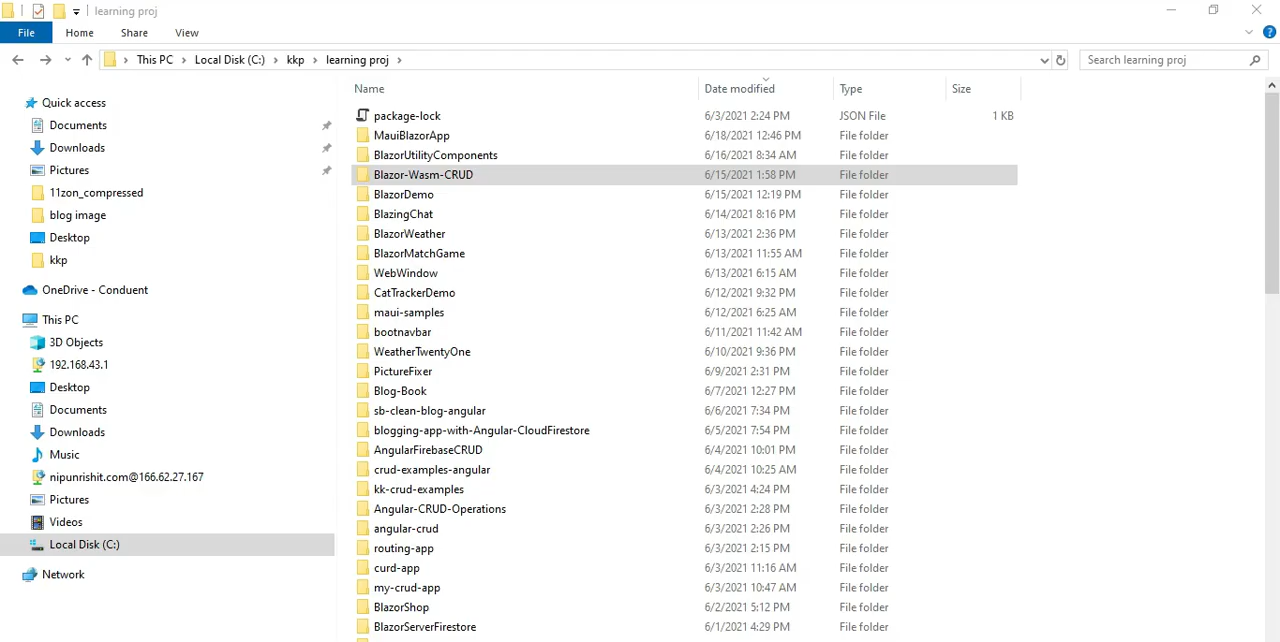 learning proj
File Home Share View
This PC Local Disk (C:) kkp learning proj
Search learning proj
Name Date modified Type Size
Quick access
Documents
Downloads
Pictures
11zon_compressed
blog image
Desktop
kkp
OneDrive - Conduent
This PC
3D Objects
192.168.43.1
Desktop
Documents
Downloads
Music
nipunrishit.com@166.62.27.167
Pictures
Videos
Local Disk (C:)
Network
package-lock 6/3/2021 2:24 PM JSON File 1 KB
MauiBlazorApp 6/18/2021 12:46 PM File folder
BlazorUtilityComponents 6/16/2021 8:34 AM File folder
Blazor-Wasm-CRUD 6/15/2021 1:58 PM File folder
BlazorDemo 6/15/2021 12:19 PM File folder
BlazingChat 6/14/2021 8:16 PM File folder
BlazorWeather 6/13/2021 2:36 PM File folder
BlazorMatchGame 6/13/2021 11:55 AM File folder
WebWindow 6/13/2021 6:15 AM File folder
CatTrackerDemo 6/12/2021 9:32 PM File folder
maui-samples 6/12/2021 6:25 AM File folder
bootnavbar 6/11/2021 11:42 AM File folder
WeatherTwentyOne 6/10/2021 9:36 PM File folder
PictureFixer 6/9/2021 2:31 PM File folder
Blog-Book 6/7/2021 12:27 PM File folder
sb-clean-blog-angular 6/6/2021 7:34 PM File folder
blogging-app-with-Angular-CloudFirestore 6/5/2021 7:54 PM File folder
AngularFirebaseCRUD 6/4/2021 10:01 PM File folder
crud-examples-angular 6/4/2021 10:25 AM File folder
kk-crud-examples 6/3/2021 4:24 PM File folder
Angular-CRUD-Operations 6/3/2021 2:28 PM File folder
angular-crud 6/3/2021 2:26 PM File folder
routing-app 6/3/2021 2:15 PM File folder
curd-app 6/3/2021 11:16 AM File folder
my-crud-app 6/3/2021 10:47 AM File folder
BlazorShop 6/2/2021 5:12 PM File folder
BlazorServerFirestore 6/1/2021 4:29 PM File folder